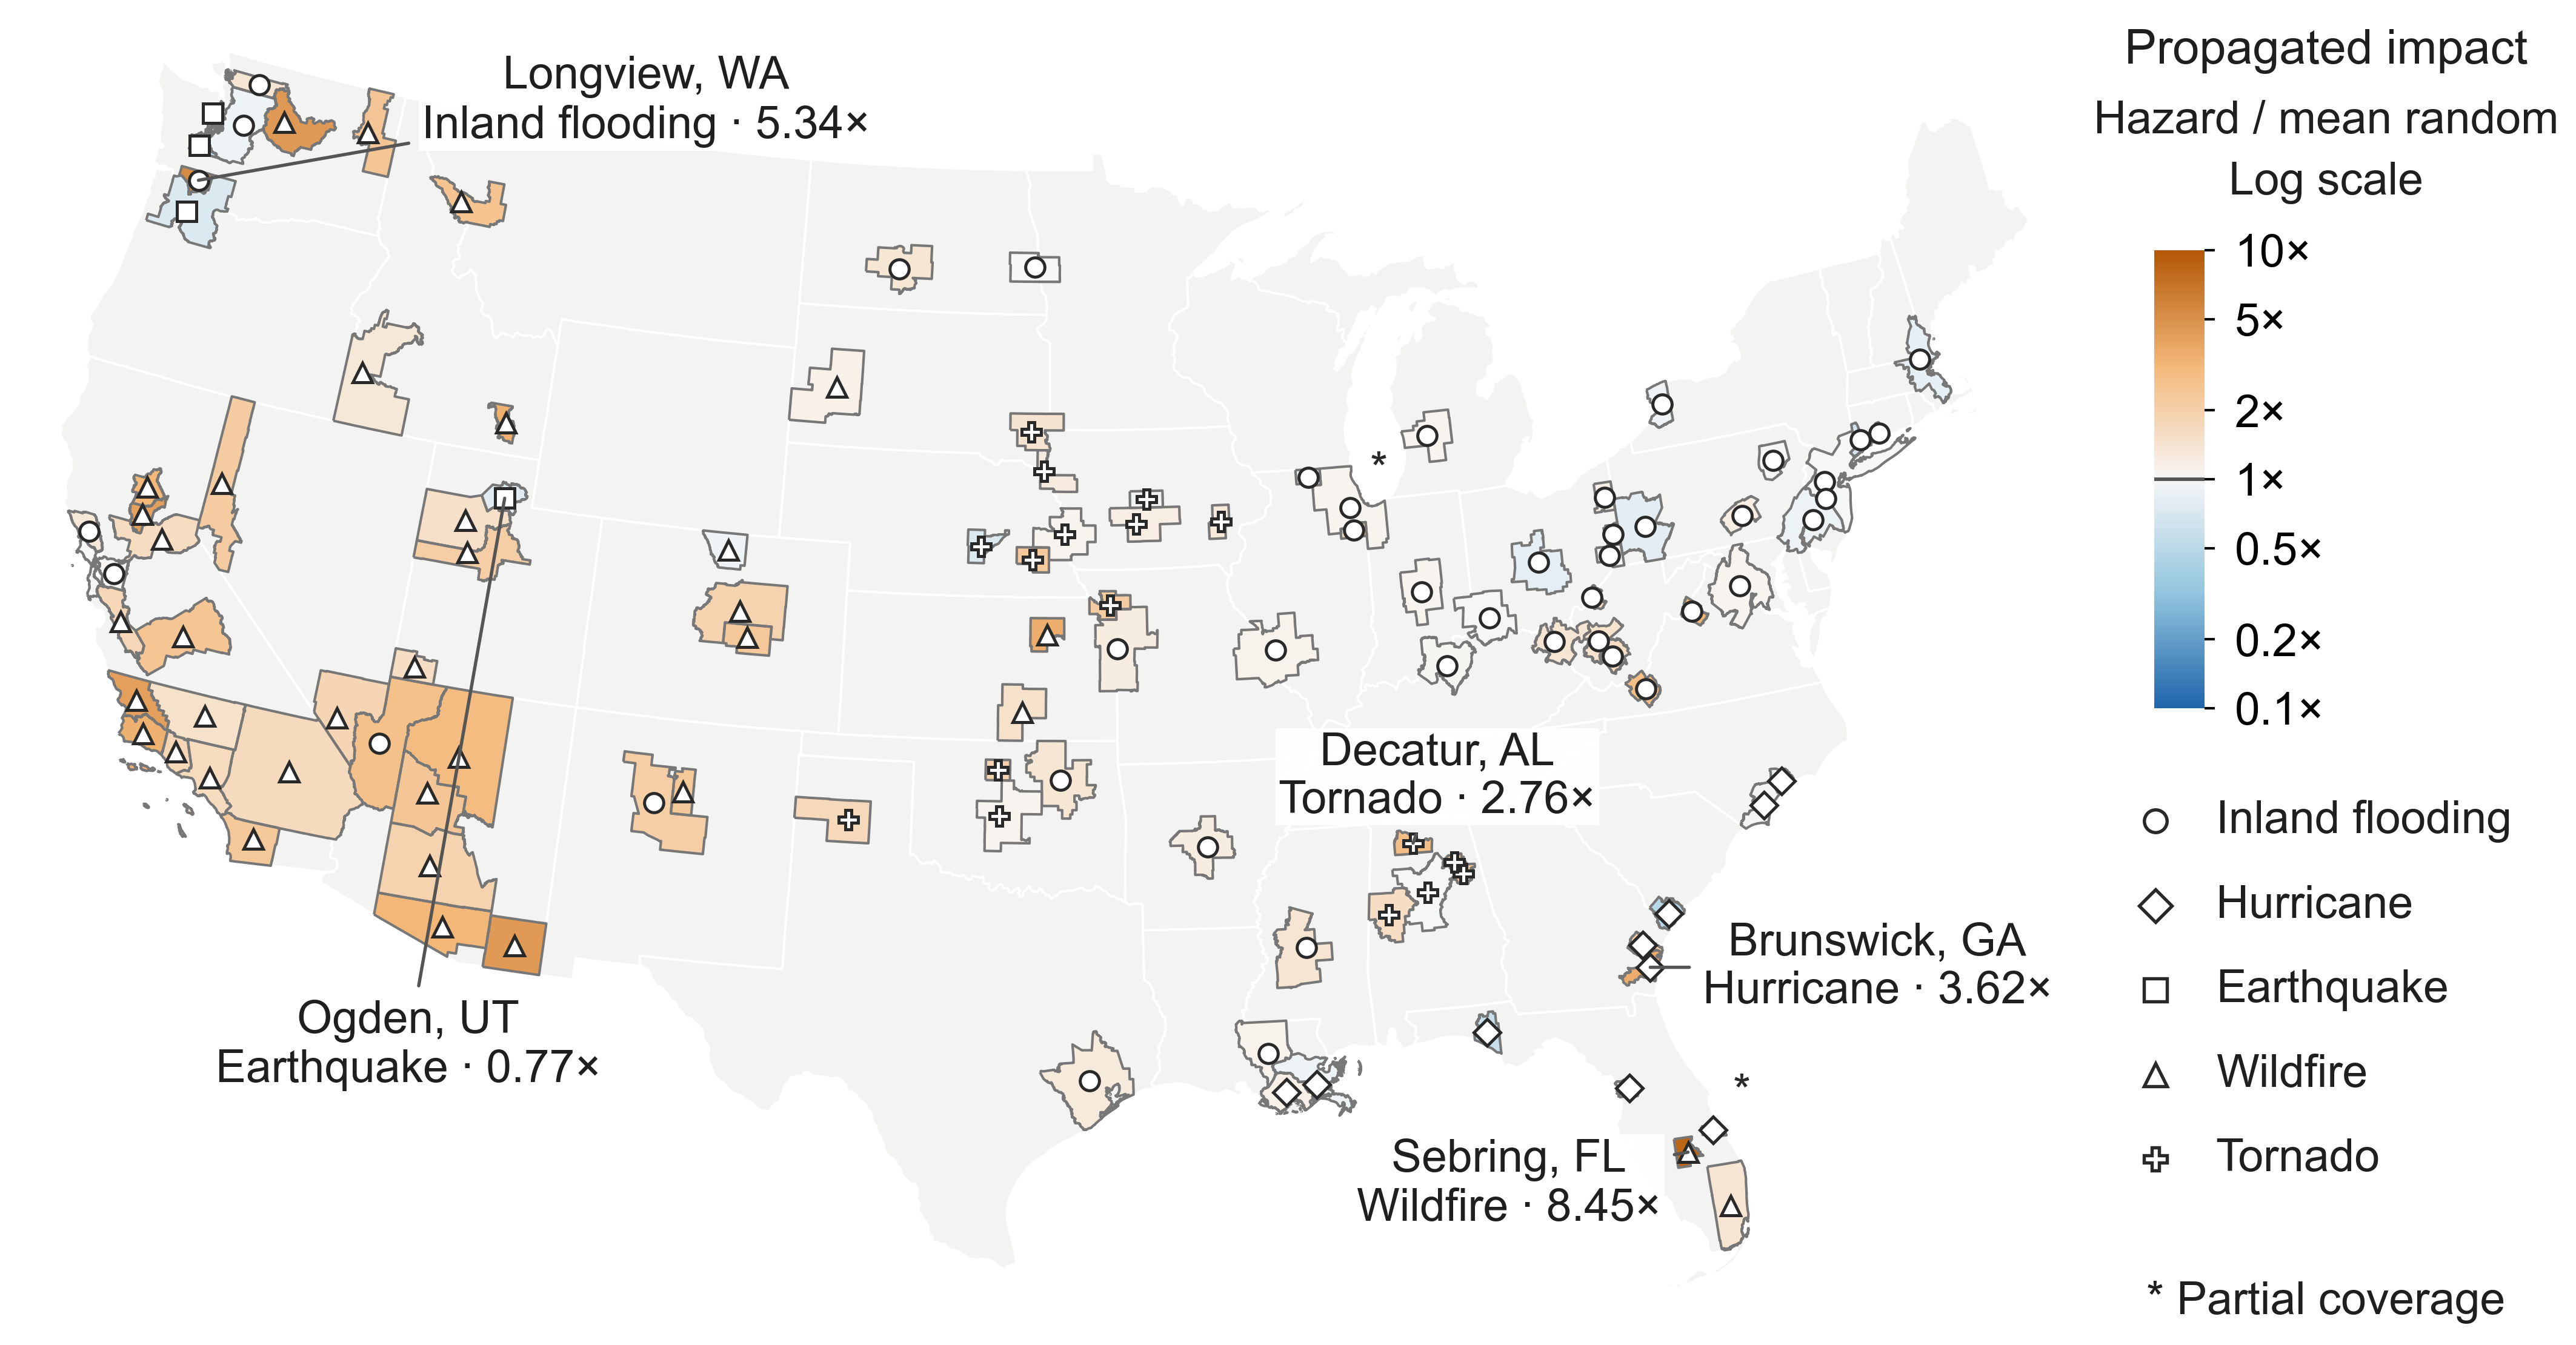 Longview, WA
Inland flooding · 5.34×
Propagated impact
Hazard / mean random
Log scale
10×
5×
2×
1×
0.5×
0.2×
0.1×
*
Decatur, AL
Tornado · 2.76×
Brunswick, GA
Hurricane · 3.62×
Ogden, UT
Earthquake · 0.77×
*
Sebring, FL
Wildfire · 8.45×
Inland flooding
Hurricane
Earthquake
Wildfire
Tornado
* Partial coverage